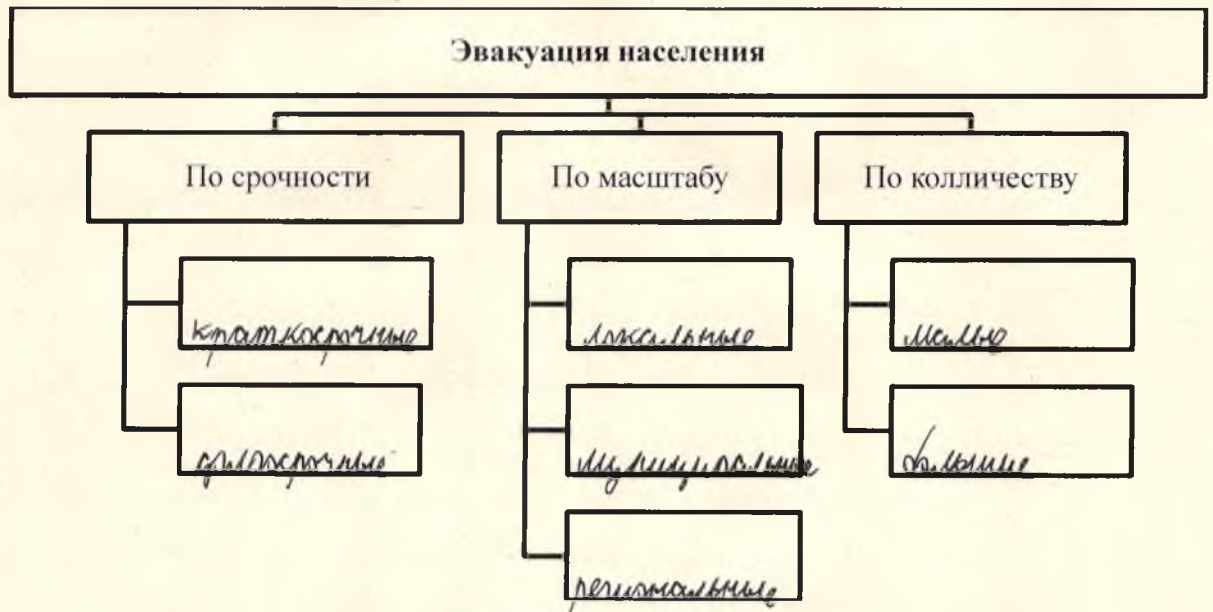 Эвакуация населения
По срочности
краткосрочные
долгосрочные
По масштабу
локальные
муниципальные
региональные
По колличеству
малые
большие